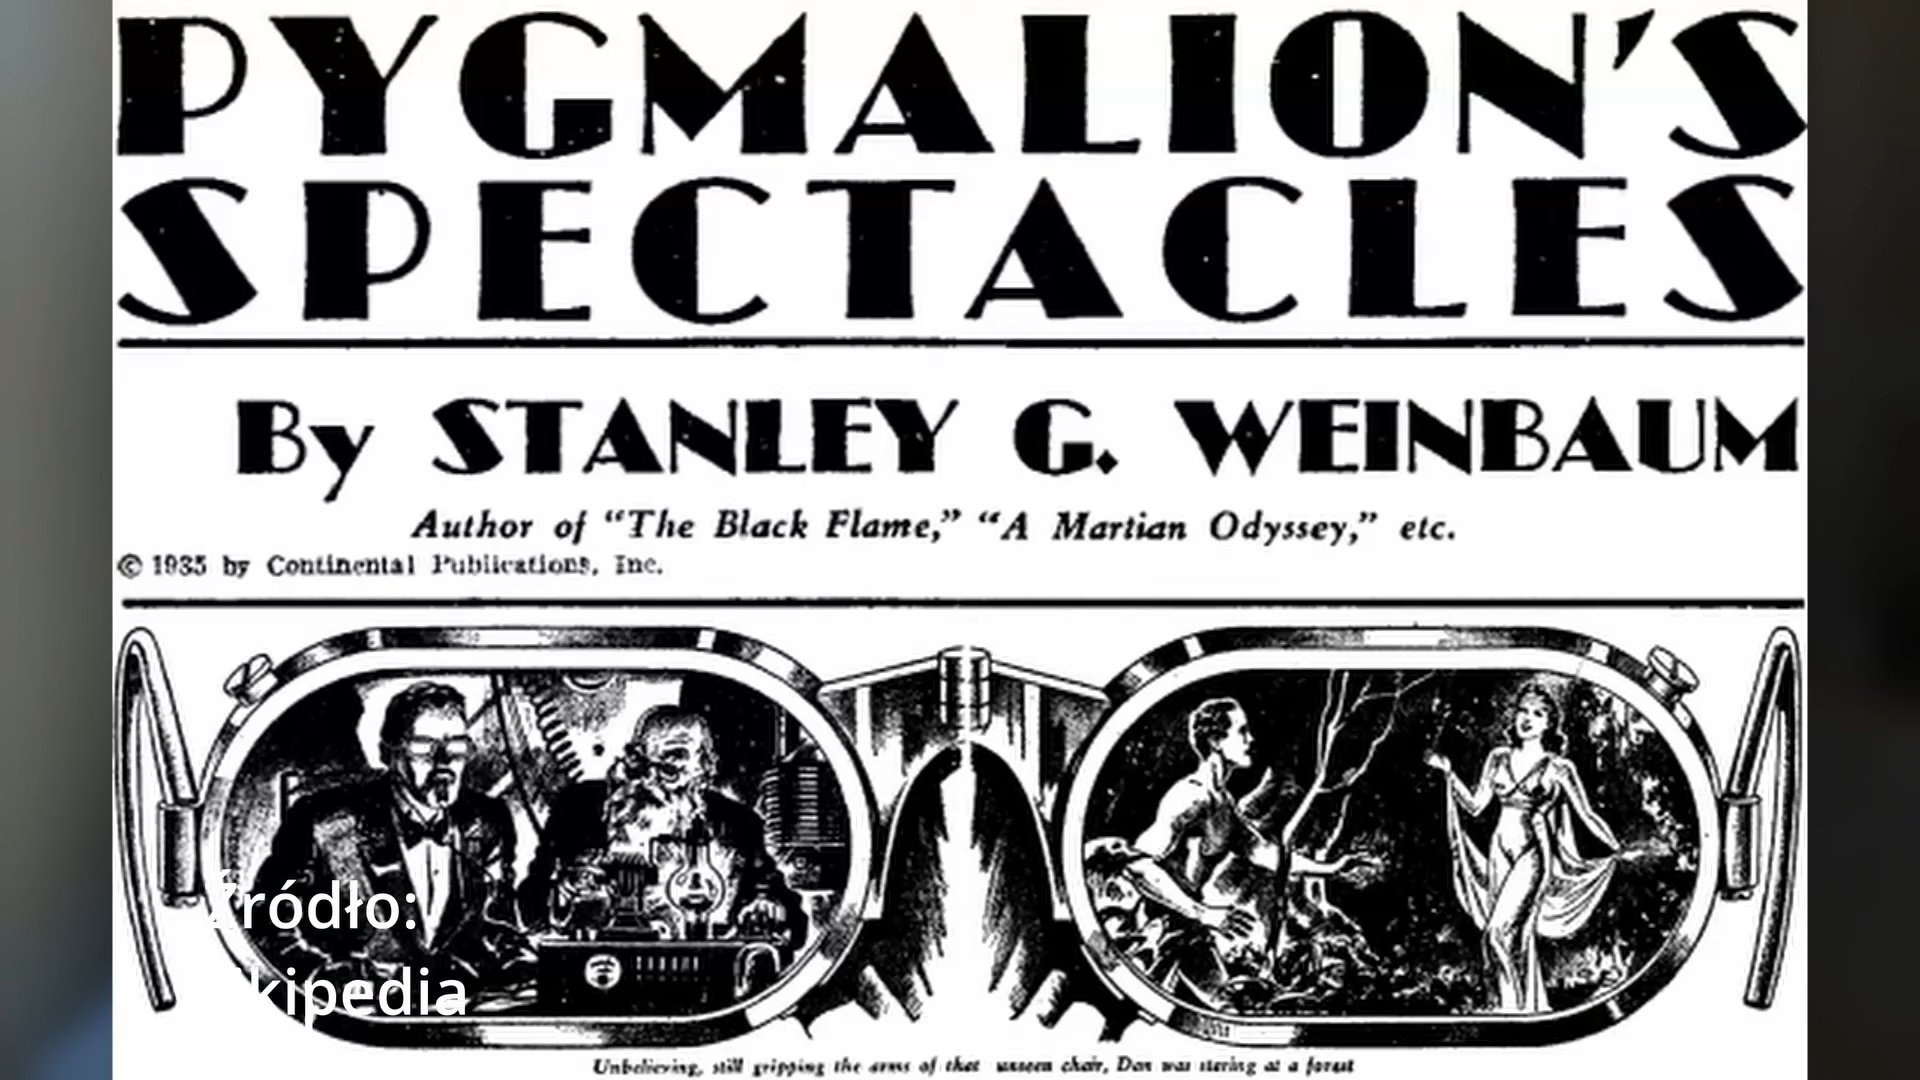 PYGMALION'S
SPECTACLES
By STANLEY G. WEINBAUM
Author of “The Black Flame,” “A Martian Odyssey,” etc.
© 1935 by Continental Publications, Inc.
Źródło:
kipedia
Unbelieving, still gripping the arms of that unseen chair, Dan was staring at a forest